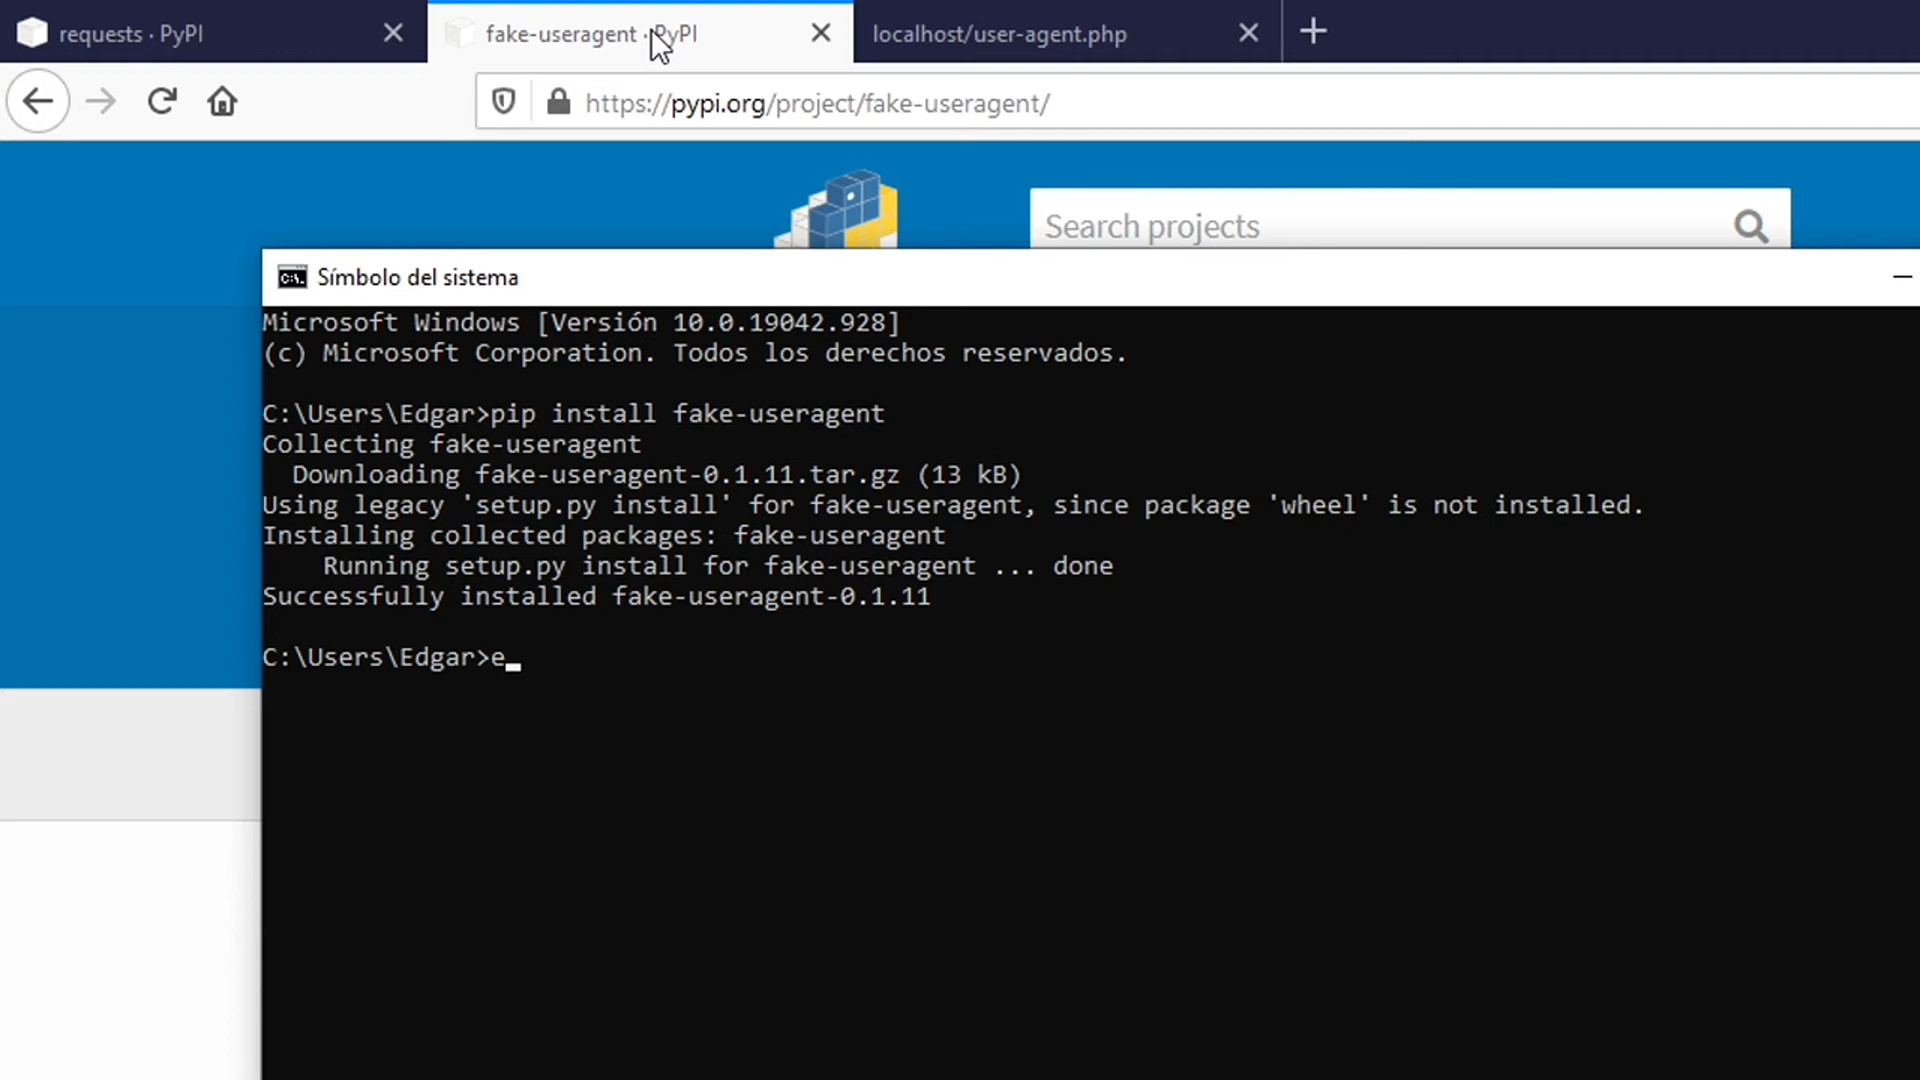 requests · PyPI
fake-useragent · PyPI
localhost/user-agent.php
https://pypi.org/project/fake-useragent/
Search projects
C:\.
Símbolo del sistema
Microsoft Windows [Versión 10.0.19042.928]
(c) Microsoft Corporation. Todos los derechos reservados.
C:\Users\Edgar>pip install fake-useragent
Collecting fake-useragent
Downloading fake-useragent-0.1.11.tar.gz (13 kB)
Using legacy 'setup.py install' for fake-useragent, since package 'wheel' is not installed.
Installing collected packages: fake-useragent
Running setup.py install for fake-useragent ... done
Successfully installed fake-useragent-0.1.11
C:\Users\Edgar>e_